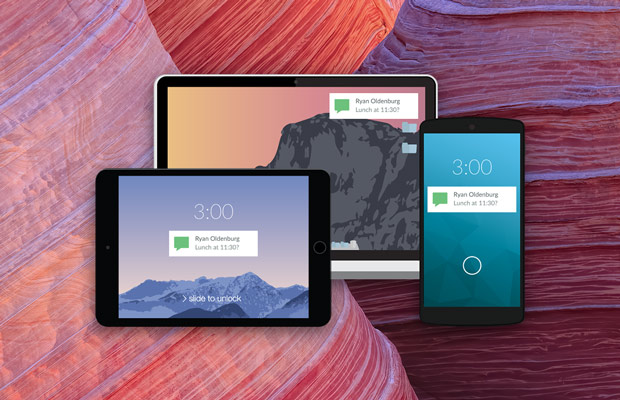 Ryan Oldenburg
Lunch at 11:30?
3:00
Ryan Oldenburg
Lunch at 11:30?
> slide to unlock
3:00
Ryan Oldenburg
Lunch at 11:30?